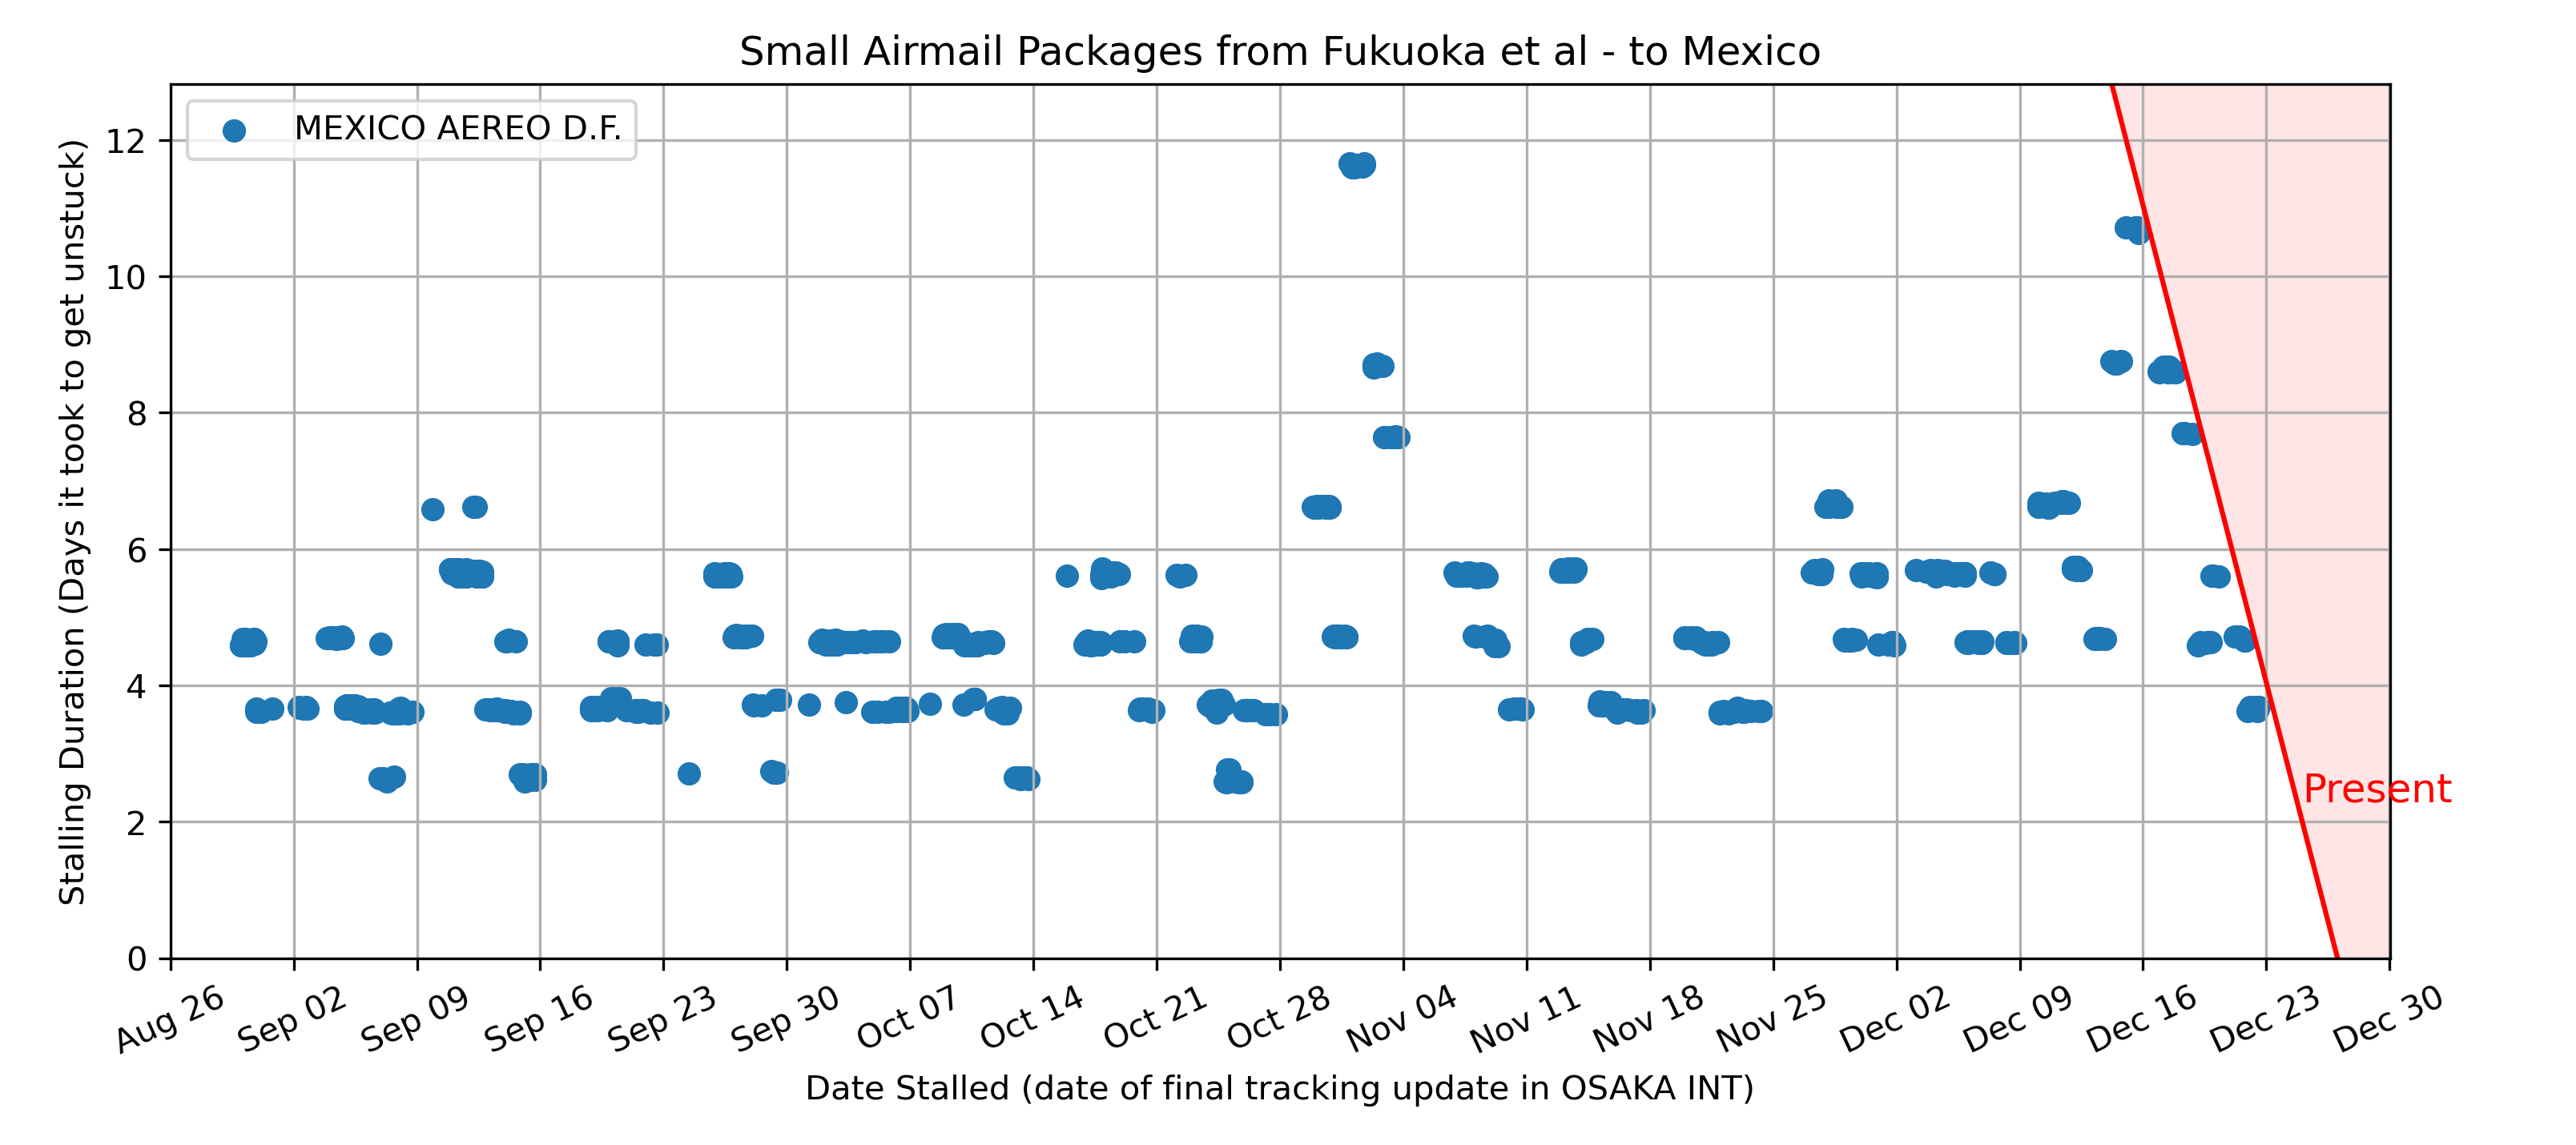 Small Airmail Packages from Fukuoka et al - to Mexico
MEXICO AEREO D.F.
Stalling Duration (Days it took to get unstuck)
12
10
8
6
4
2
0
Present
Aug 26
Sep 02
Sep 09
Sep 16
Sep 23
Sep 30
Oct 07
Oct 14
Oct 21
Oct 28
Nov 04
Nov 11
Nov 18
Nov 25
Dec 02
Dec 09
Dec 16
Dec 23
Dec 30
Date Stalled (date of final tracking update in OSAKA INT)